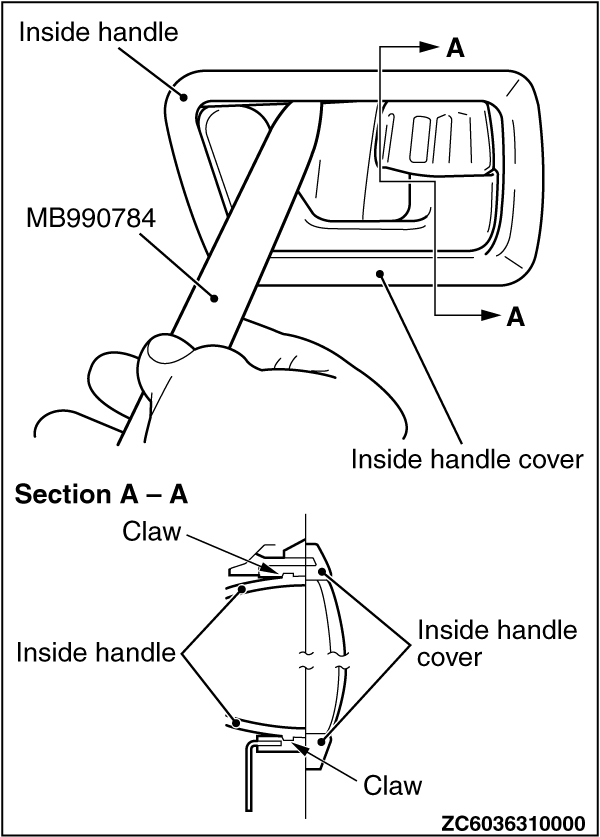 Inside handle
A
MB990784
A
Inside handle cover
Section A – A
Claw
Inside handle
Inside handle
cover
Claw
ZC6036310000